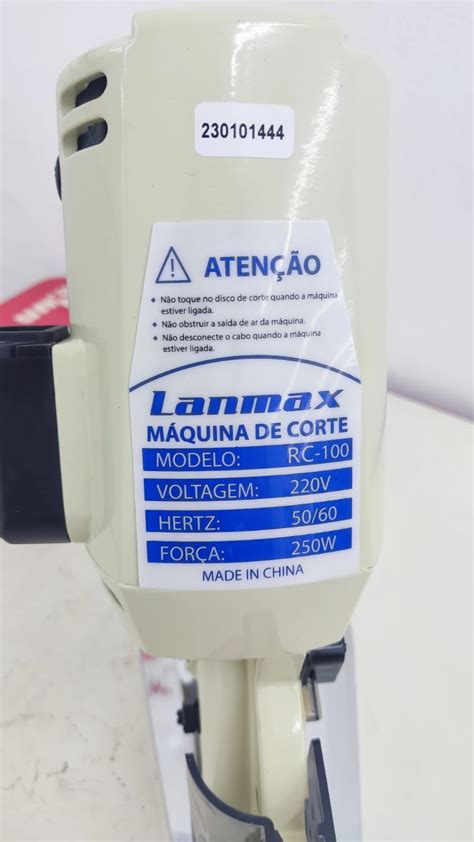 230101444
ATENÇÃO
• Não toque no disco de corte quando a máquina
estiver ligada.
• Não obstruir a saída de ar da máquina.
• Não desconecte o cabo quando a máquina
estiver ligada.
Lanmax
MÁQUINA DE CORTE
MODELO: RC-100
VOLTAGEM: 220V
HERTZ: 50/60
FORÇA: 250W
MADE IN CHINA